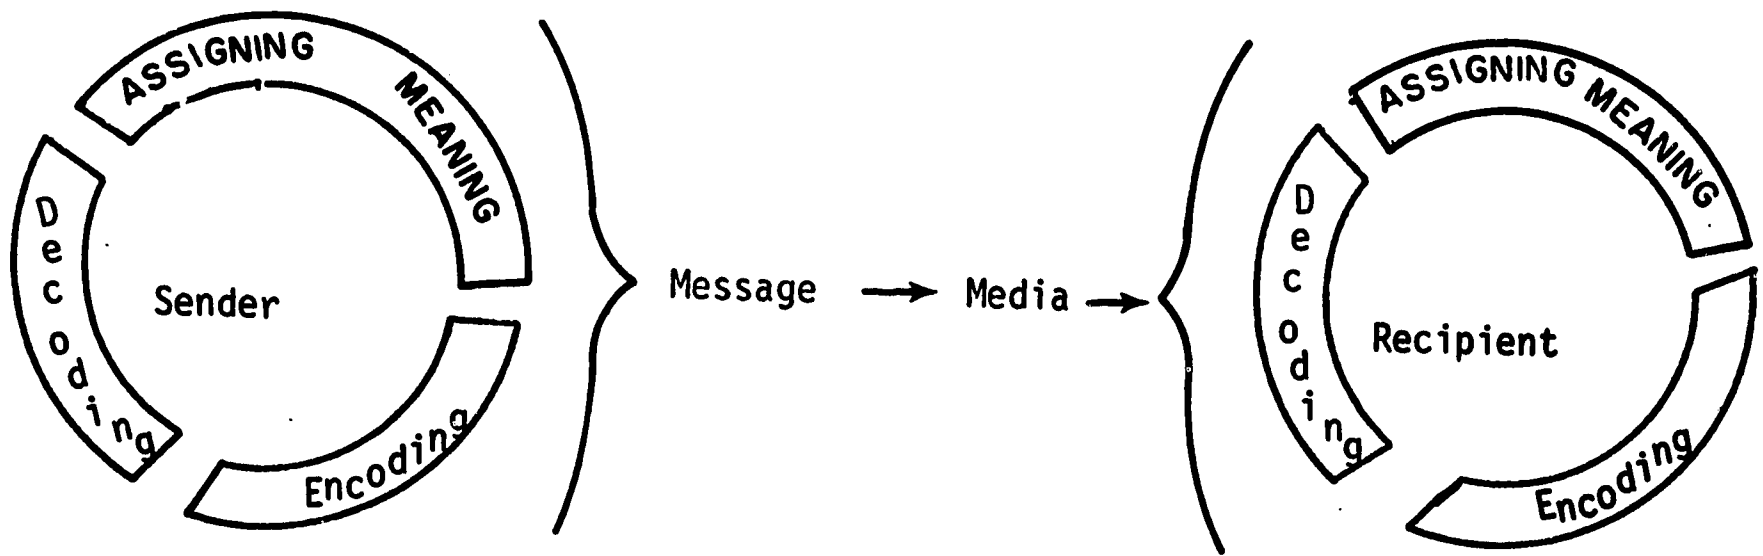 ASSIGNING MEANING
Decoding
Sender
Encoding
Message → Media →
ASSIGNING MEANING
Decoding
Recipient
Encoding